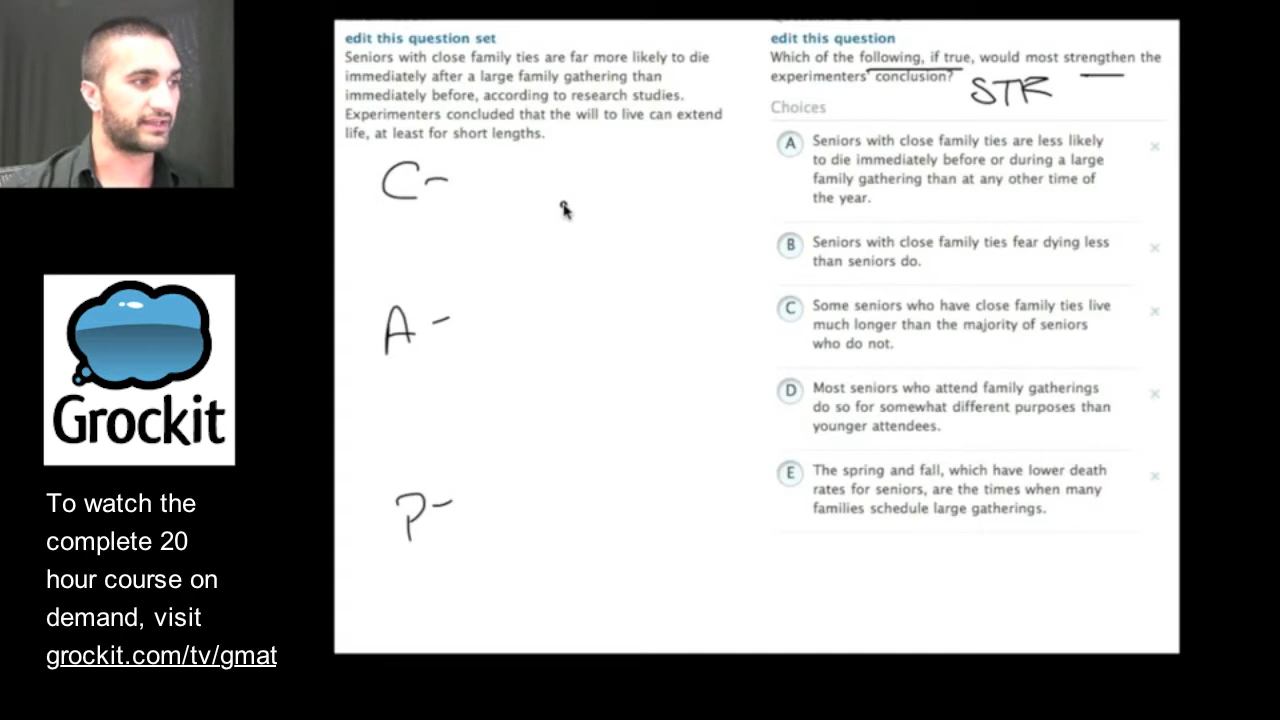 edit this question set
Seniors with close family ties are far more likely to die
immediately after a large family gathering than
immediately before, according to research studies.
Experimenters concluded that the will to live can extend
life, at least for short lengths.
C-
A-
P-
edit this question
Which of the following, if true, would most strengthen the
experimenters' conclusion?
STR
Choices
A Seniors with close family ties are less likely
to die immediately before or during a large
family gathering than at any other time of
the year.
B Seniors with close family ties fear dying less
than seniors do.
C Some seniors who have close family ties live
much longer than the majority of seniors
who do not.
D Most seniors who attend family gatherings
do so for somewhat different purposes than
younger attendees.
E The spring and fall, which have lower death
rates for seniors, are the times when many
families schedule large gatherings.
Grockit
To watch the
complete 20
hour course on
demand, visit
grockit.com/tv/gmat